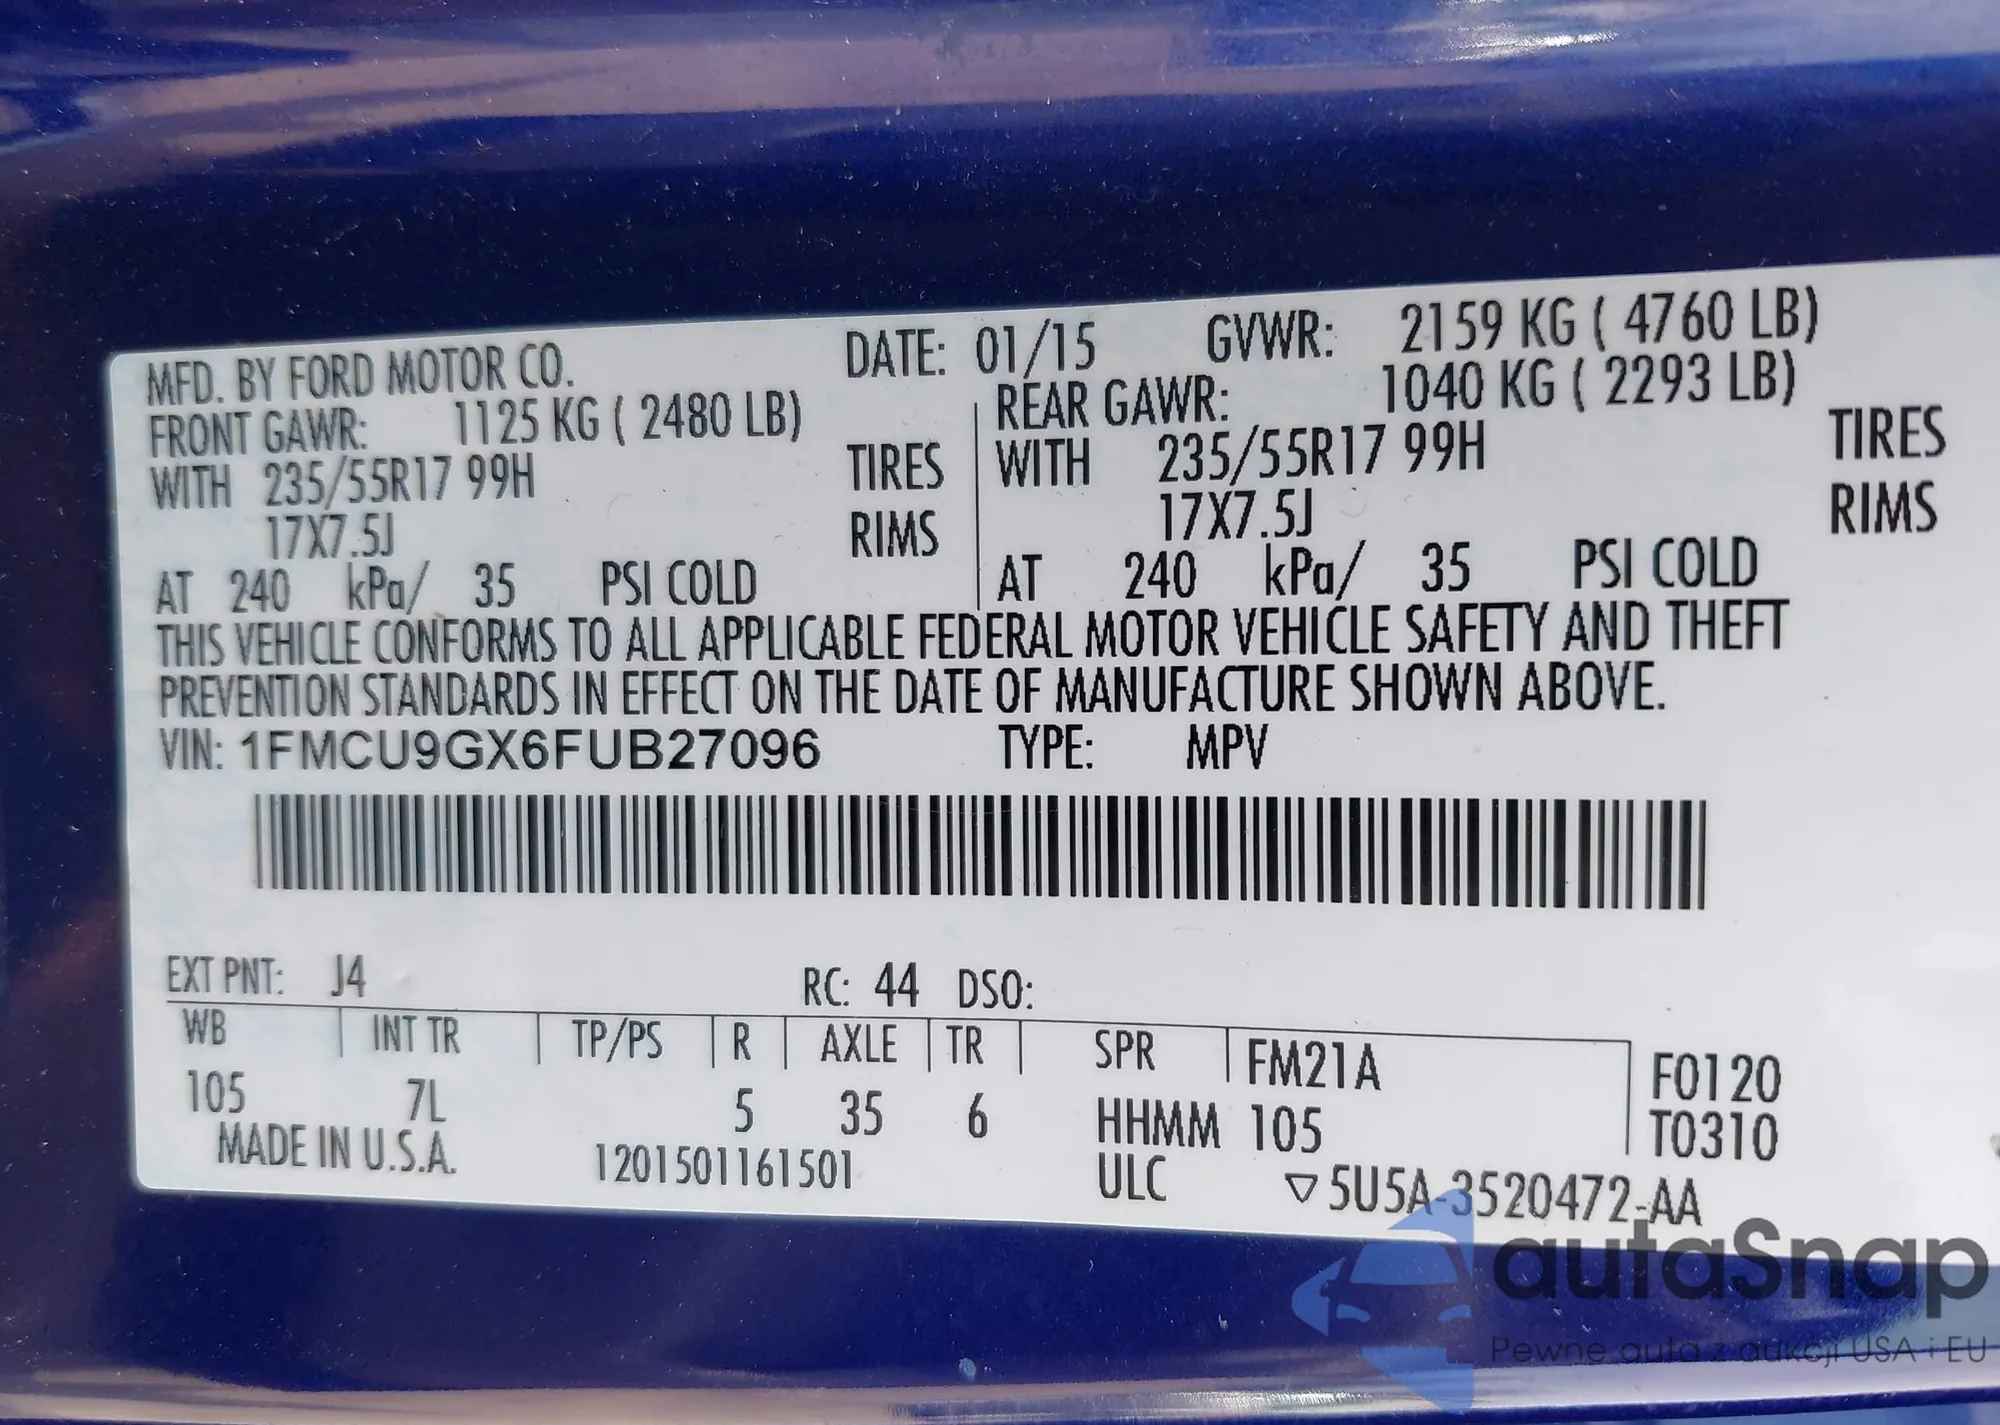 MFD. BY FORD MOTOR CO. DATE: 01/15 GVWR: 2159 KG ( 4760 LB)
FRONT GAWR: 1125 KG ( 2480 LB) REAR GAWR: 1040 KG ( 2293 LB)
WITH 235/55R17 99H TIRES WITH 235/55R17 99H TIRES
17X7.5J RIMS 17X7.5J RIMS
AT 240 kPa/ 35 PSI COLD AT 240 kPa/ 35 PSI COLD
THIS VEHICLE CONFORMS TO ALL APPLICABLE FEDERAL MOTOR VEHICLE SAFETY AND THEFT
PREVENTION STANDARDS IN EFFECT ON THE DATE OF MANUFACTURE SHOWN ABOVE.
VIN: 1FMCU9GX6FUB27096 TYPE: MPV
EXT PNT: J4 RC: 44 DSO:
WB INT TR TP/PS R AXLE TR SPR FM21A F0120
105 7L 5 35 6 HHMM 105 T0310
MADE IN U.S.A. 1201501161501 ULC ▽5U5A-3520472-AA
autaSnap
Pewne auta z aukcji USA i EU